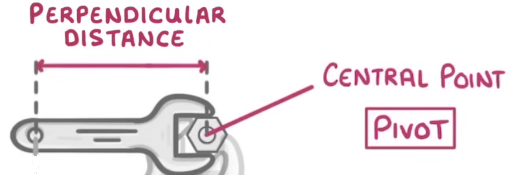 PERPENDICULAR
DISTANCE
CENTRAL POINT
PIVOT